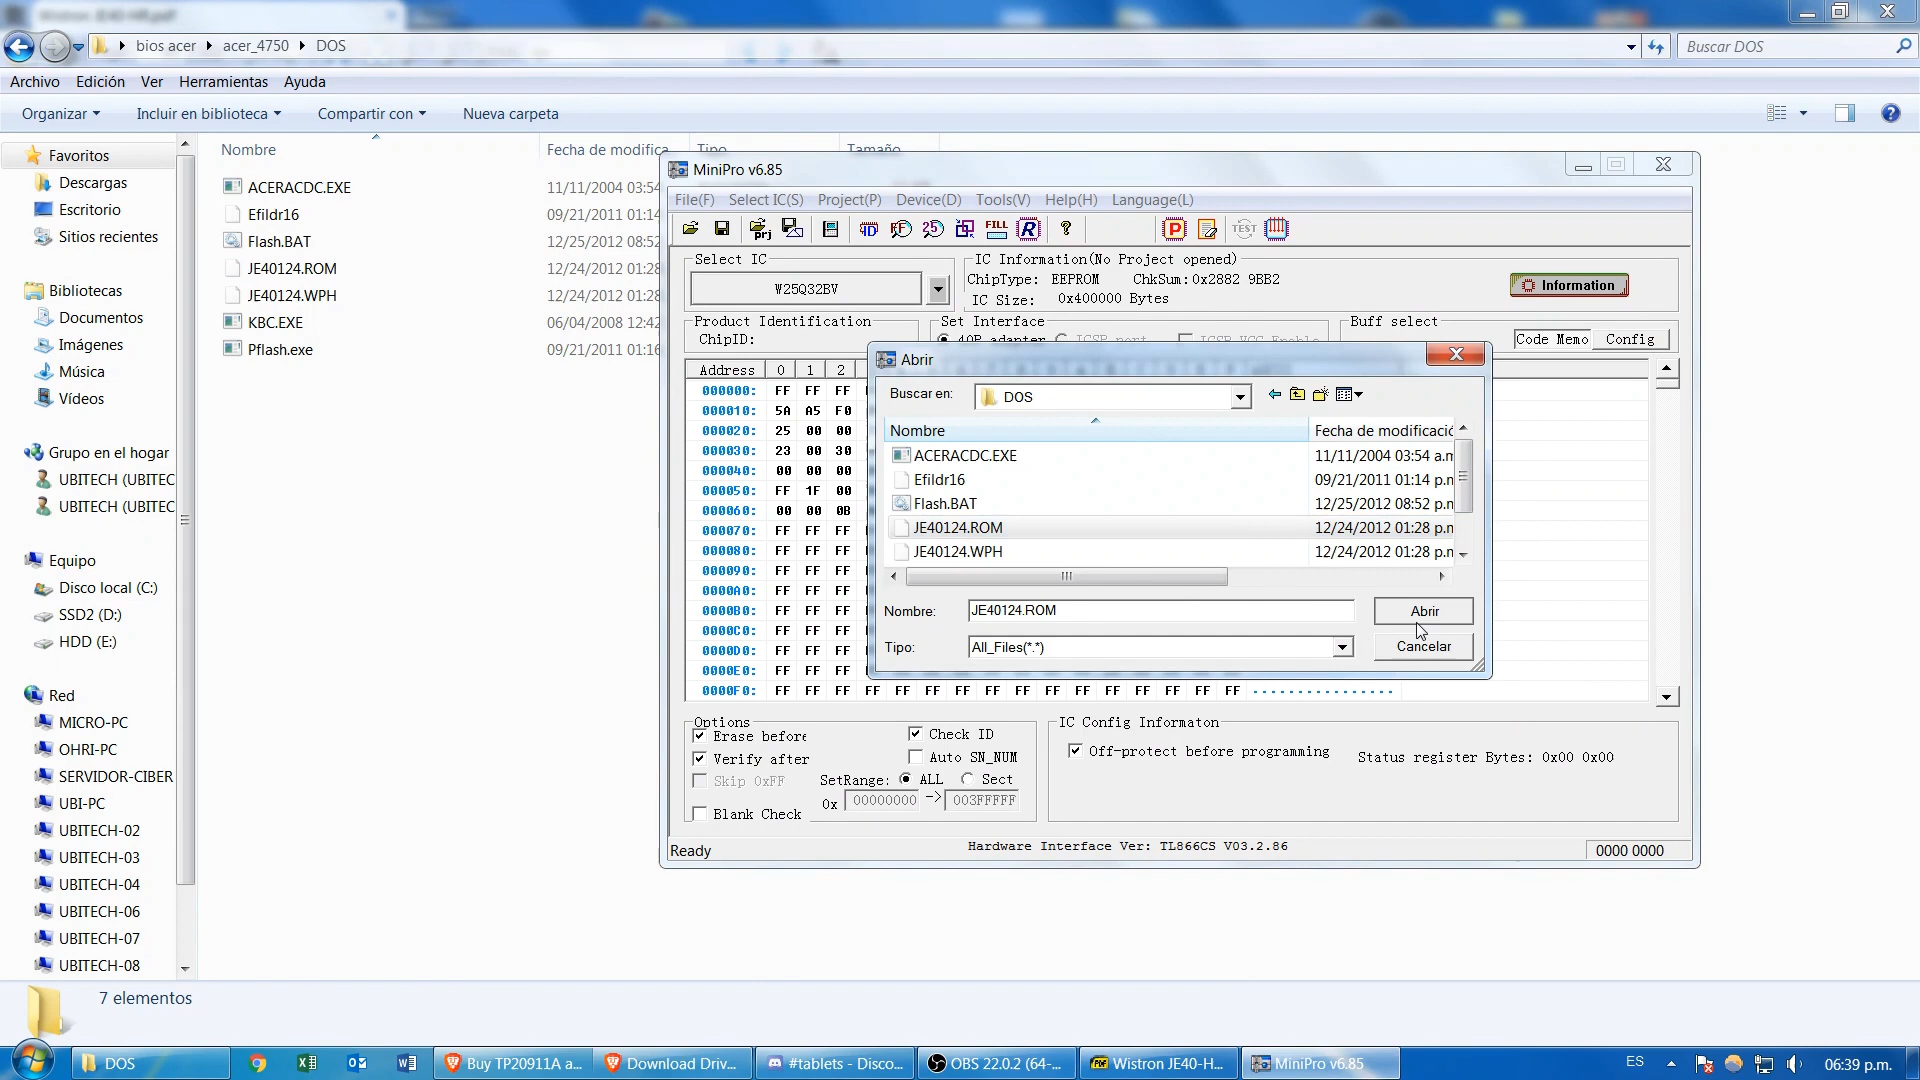 Wistron JE40-HR.pdf
bios acer
acer_4750
DOS
Buscar DOS
Archivo
Edición
Ver
Herramientas
Ayuda
Organizar
Incluir en biblioteca
Compartir con
Nueva carpeta
Favoritos
Descargas
Escritorio
Sitios recientes
Bibliotecas
Documentos
Imágenes
Música
Vídeos
Grupo en el hogar
UBITECH (UBITEC
UBITECH (UBITEC
Equipo
Disco local (C:)
SSD2 (D:)
HDD (E:)
Red
MICRO-PC
OHRI-PC
SERVIDOR-CIBER
UBI-PC
UBITECH-02
UBITECH-03
UBITECH-04
UBITECH-06
UBITECH-07
UBITECH-08
Nombre Fecha de modifica Tipo Tamaño
ACERACDC.EXE 11/11/2004 03:54
Efildr16 09/21/2011 01:14
Flash.BAT 12/25/2012 08:52
JE40124.ROM 12/24/2012 01:28
JE40124.WPH 12/24/2012 01:28
KBC.EXE 06/04/2008 12:42
Pflash.exe 09/21/2011 01:16
MiniPro v6.85
File(F) Select IC(S) Project(P) Device(D) Tools(V) Help(H) Language(L)
prj
ID
FF
25
FILL
R
?
P
TEST
Select IC
W25Q32BV
IC Information(No Project opened)
ChipType: EEPROM ChkSum:0x2882 9BB2
IC Size: 0x400000 Bytes
Information
Product Identification
ChipID:
Set Interface
40P adapter ICSP port ICSP_VCC Enable
Buff select
Code Memo Config
Address 0 1 2
000000: FF FF FF
000010: 5A A5 F0
000020: 25 00 00
000030: 23 00 30
000040: 00 00 00
000050: FF 1F 00
000060: 00 00 0B
000070: FF FF FF
000080: FF FF FF
000090: FF FF FF
0000A0: FF FF FF
0000B0: FF FF FF
0000C0: FF FF FF
0000D0: FF FF FF
0000E0: FF FF FF
0000F0: FF FF FF FF FF FF FF FF FF FF FF FF FF FF FF FF ................
Abrir
Buscar en: DOS
Nombre Fecha de modificació
ACERACDC.EXE 11/11/2004 03:54 a.m
Efildr16 09/21/2011 01:14 p.m
Flash.BAT 12/25/2012 08:52 p.m
JE40124.ROM 12/24/2012 01:28 p.m
JE40124.WPH 12/24/2012 01:28 p.m
Nombre: JE40124.ROM Abrir
Tipo: All_Files(*.*) Cancelar
Options
Erase before
Verify after
Skip 0xFF
Blank Check
Check ID
Auto SN_NUM
SetRange: ALL Sect
0x 00000000 -> 003FFFFF
IC Config Informaton
Off-protect before programming Status register Bytes: 0x00 0x00
Ready Hardware Interface Ver: TL866CS V03.2.86 0000 0000
7 elementos
DOS
Buy TP20911A a...
Download Driv...
#tablets - Disco...
OBS 22.0.2 (64-...
Wistron JE40-H...
MiniPro v6.85
ES
06:39 p.m.